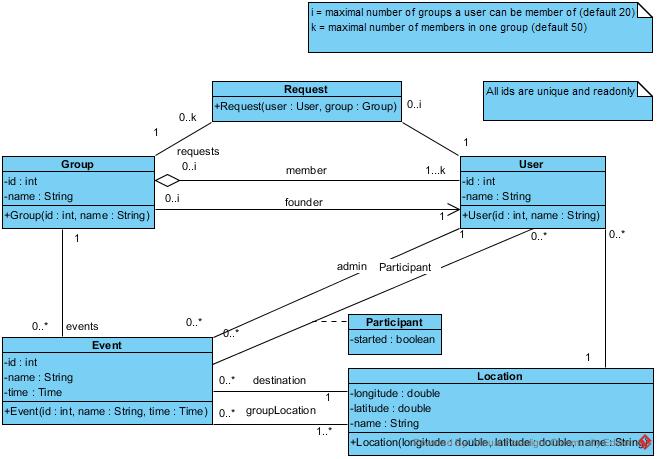 i = maximal number of groups a user can be member of (default 20)
k = maximal number of members in one group (default 50)
Request
+Request(user : User, group : Group)
All ids are unique and readonly
0..k
0..i
1
1
requests
Group
-id : int
-name : String
+Group(id : int, name : String)
0..i
member
1...k
0..i
founder
1
User
-id : int
-name : String
+User(id : int, name : String)
1
1
0..*
0..*
admin
Participant
0..*
0..*
0..*
events
Participant
-started : boolean
Event
-id : int
-name : String
-time : Time
+Event(id : int, name : String, time : Time)
1
0..*
destination
1
0..*
groupLocation
1..*
Location
-longitude : double
-latitude : double
-name : String
+Location(longitude : double, latitude : double, name : String)